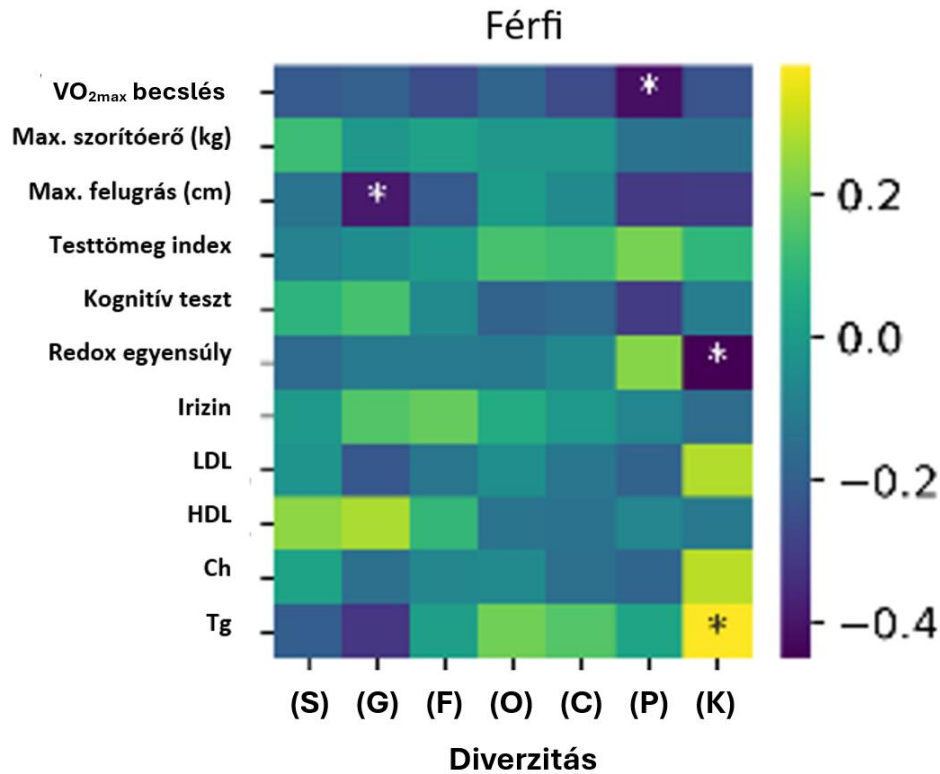 Férfi
VO2max becslés
Max. szorítóerő (kg)
Max. felugrás (cm)
Testtömeg index
Kognitív teszt
Redox egyensúly
Irizin
LDL
HDL
Ch
Tg
*
*
*
*
0.2
0.0
−0.2
−0.4
(S) (G) (F) (O) (C) (P) (K)
Diverzitás